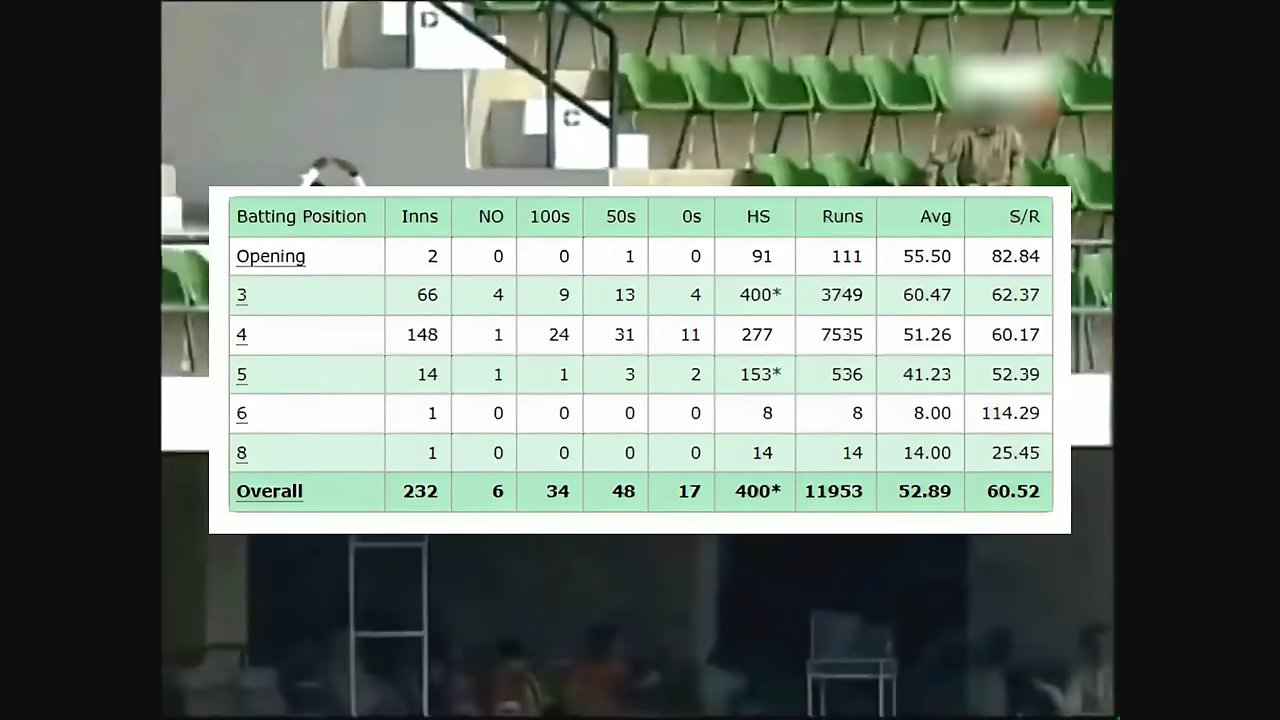 D
C
Batting Position Inns NO 100s 50s 0s HS Runs Avg S/R
Opening 2 0 0 1 0 91 111 55.50 82.84
3 66 4 9 13 4 400* 3749 60.47 62.37
4 148 1 24 31 11 277 7535 51.26 60.17
5 14 1 1 3 2 153* 536 41.23 52.39
6 1 0 0 0 0 8 8 8.00 114.29
8 1 0 0 0 0 14 14 14.00 25.45
Overall 232 6 34 48 17 400* 11953 52.89 60.52